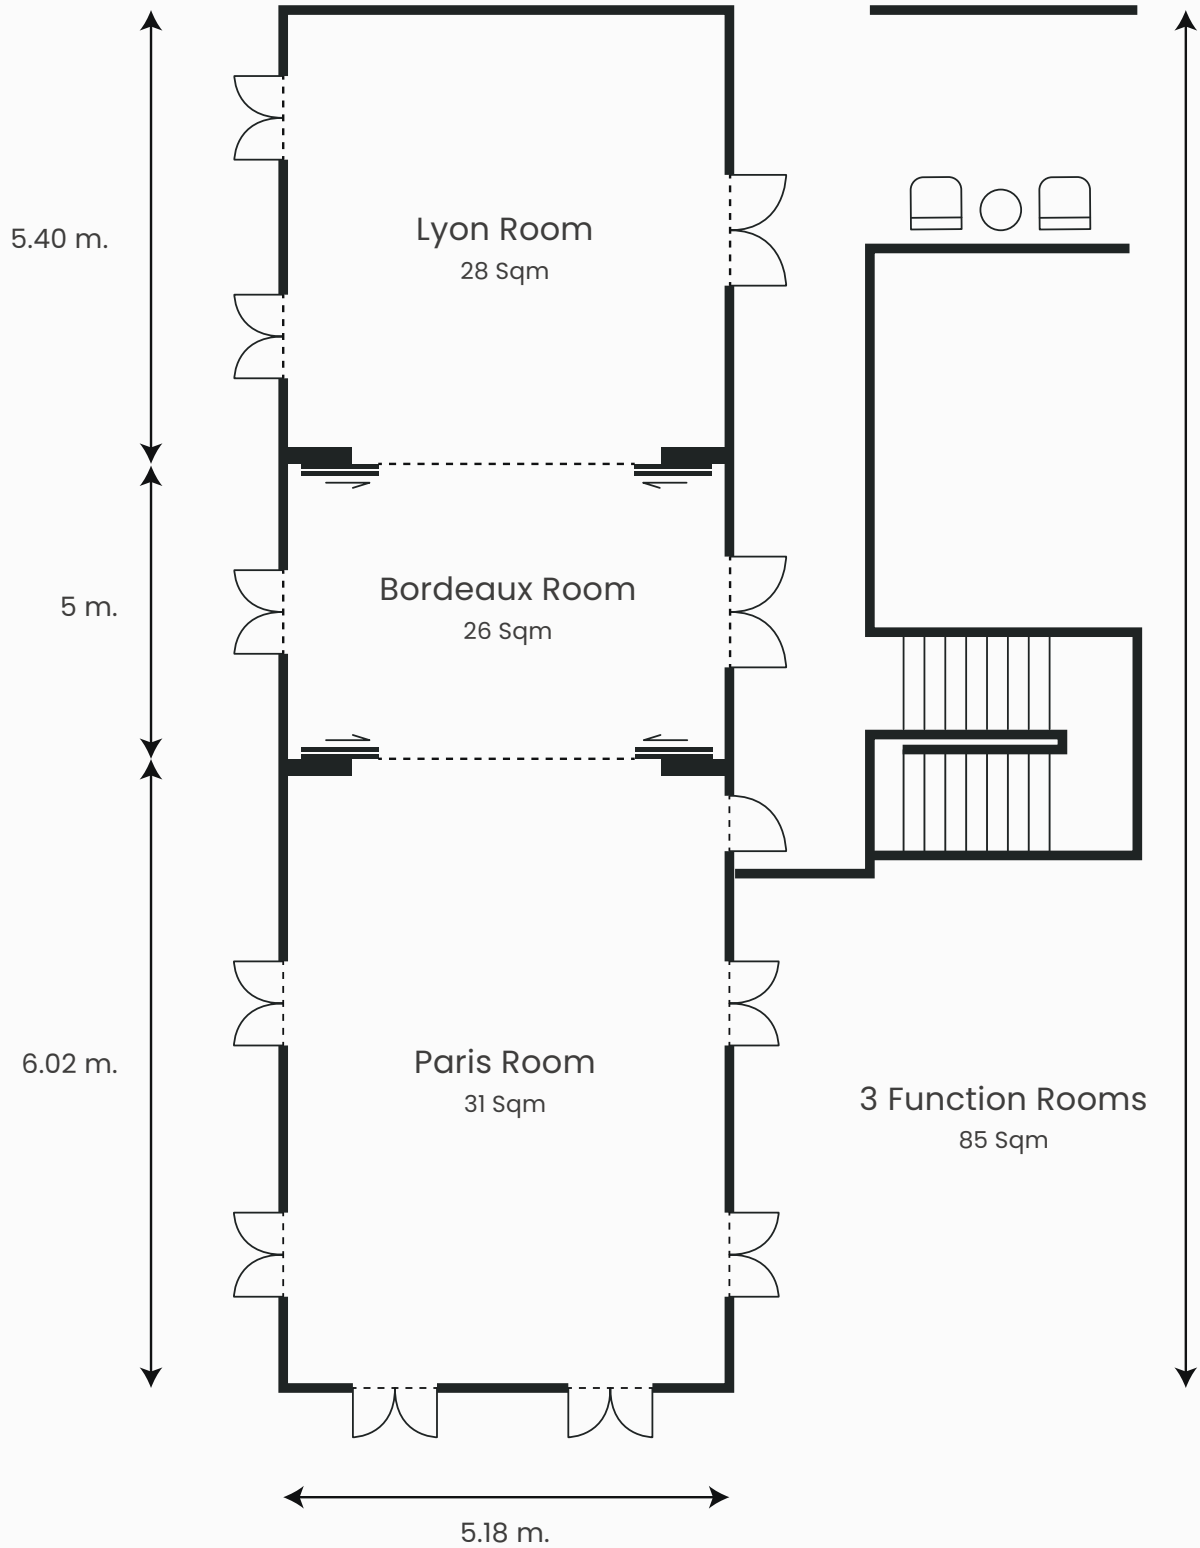 5.40 m.
Lyon Room
28 Sqm
5 m.
Bordeaux Room
26 Sqm
6.02 m.
Paris Room
31 Sqm
3 Function Rooms
85 Sqm
5.18 m.